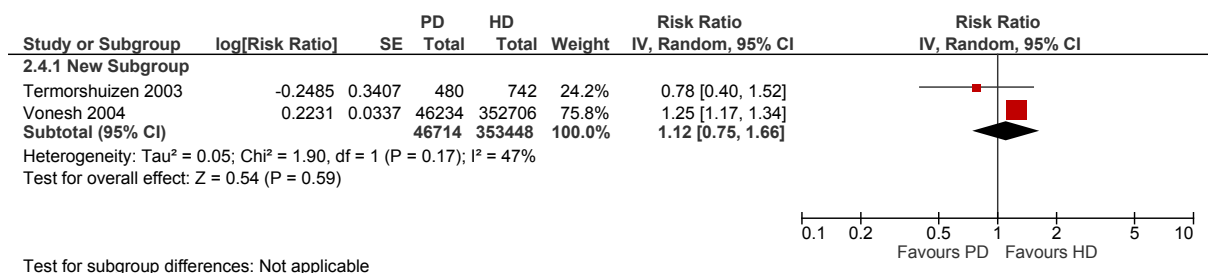 PD HD Risk Ratio Risk Ratio
Study or Subgroup log[Risk Ratio] SE Total Total Weight IV, Random, 95% CI IV, Random, 95% CI
2.4.1 New Subgroup
Termorshuizen 2003 -0.2485 0.3407 480 742 24.2% 0.78 [0.40, 1.52]
Vonesh 2004 0.2231 0.0337 46234 352706 75.8% 1.25 [1.17, 1.34]
Subtotal (95% CI) 46714 353448 100.0% 1.12 [0.75, 1.66]
Heterogeneity: Tau² = 0.05; Chi² = 1.90, df = 1 (P = 0.17); I² = 47%
Test for overall effect: Z = 0.54 (P = 0.59)
0.1 0.2 0.5 1 2 5 10
Favours PD Favours HD
Test for subgroup differences: Not applicable